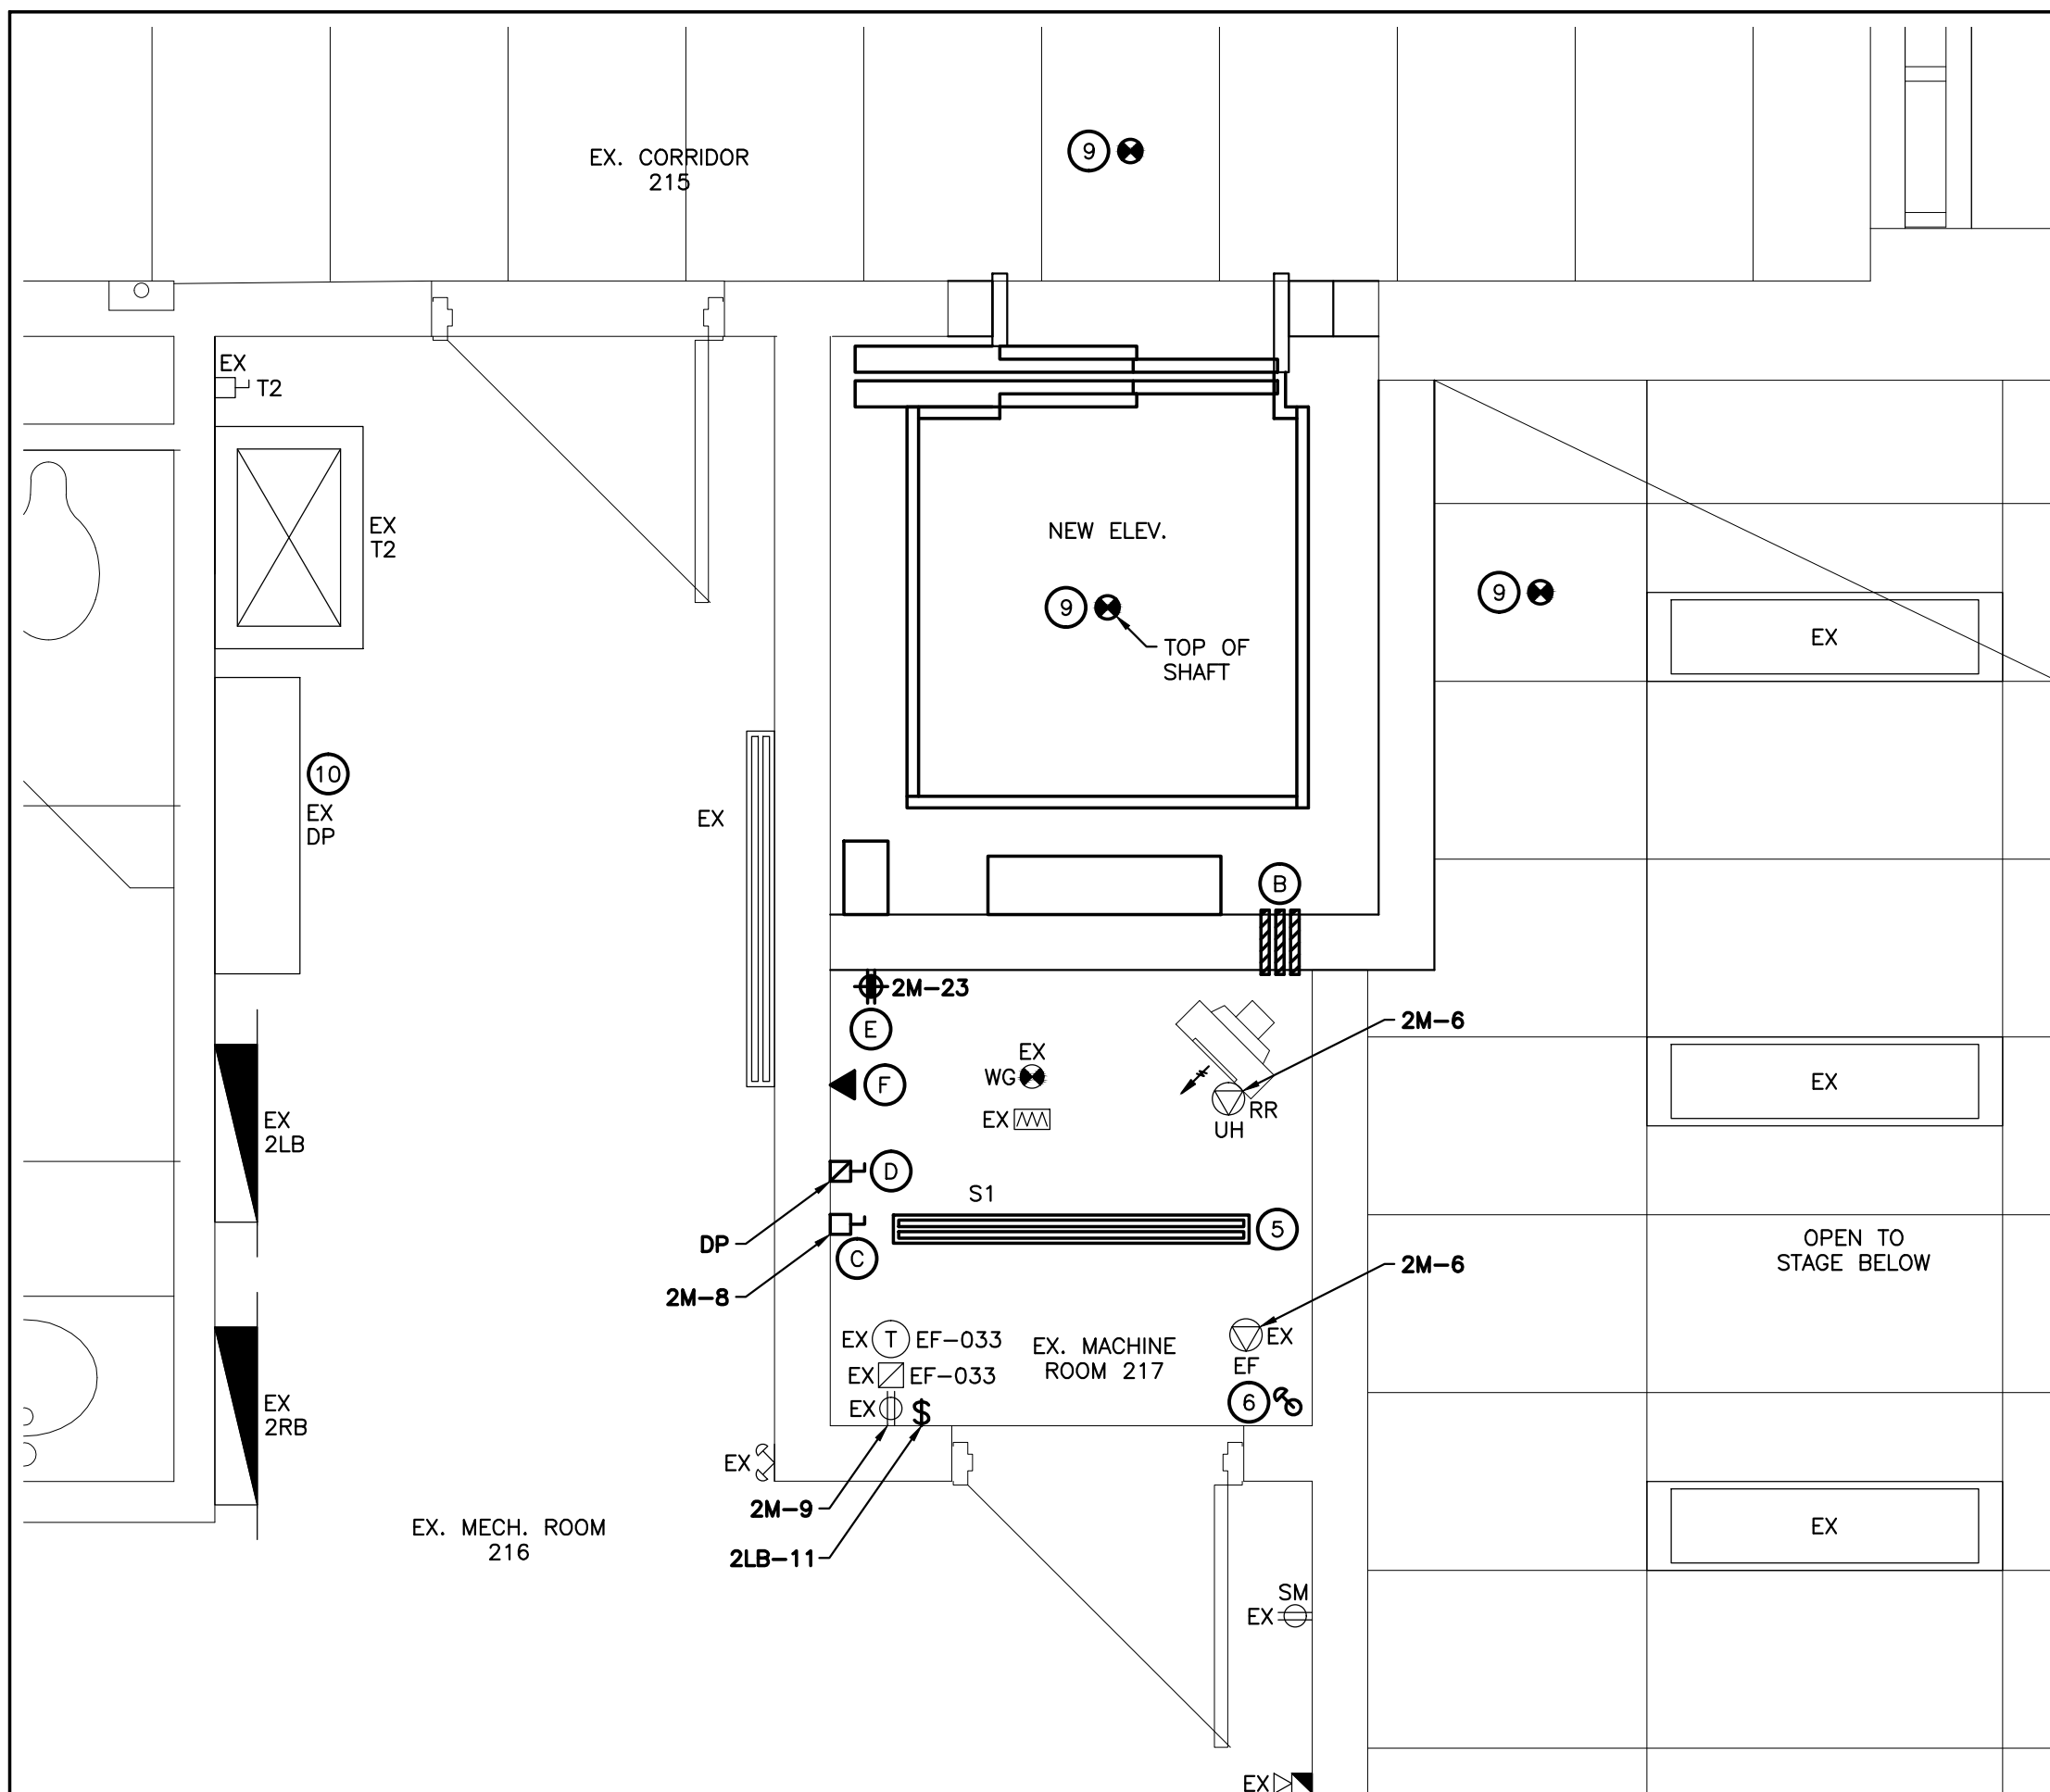 EX. CORRIDOR
215
9
EX
T2
EX
T2
NEW ELEV.
9
TOP OF
SHAFT
9
EX
10
EX
DP
EX
B
2M-23
E
2M-6
EX
WG
F
EX
RR
UH
EX
EX
2LB
D
S1
DP
5
C
2M-8
OPEN TO
STAGE BELOW
2M-6
EX T EF-033
EX. MACHINE
ROOM 217
EX
EF
EX EF-033
EX $
6
EX
2RB
EX
2M-9
2LB-11
EX. MECH. ROOM
216
EX
SM
EX
EX